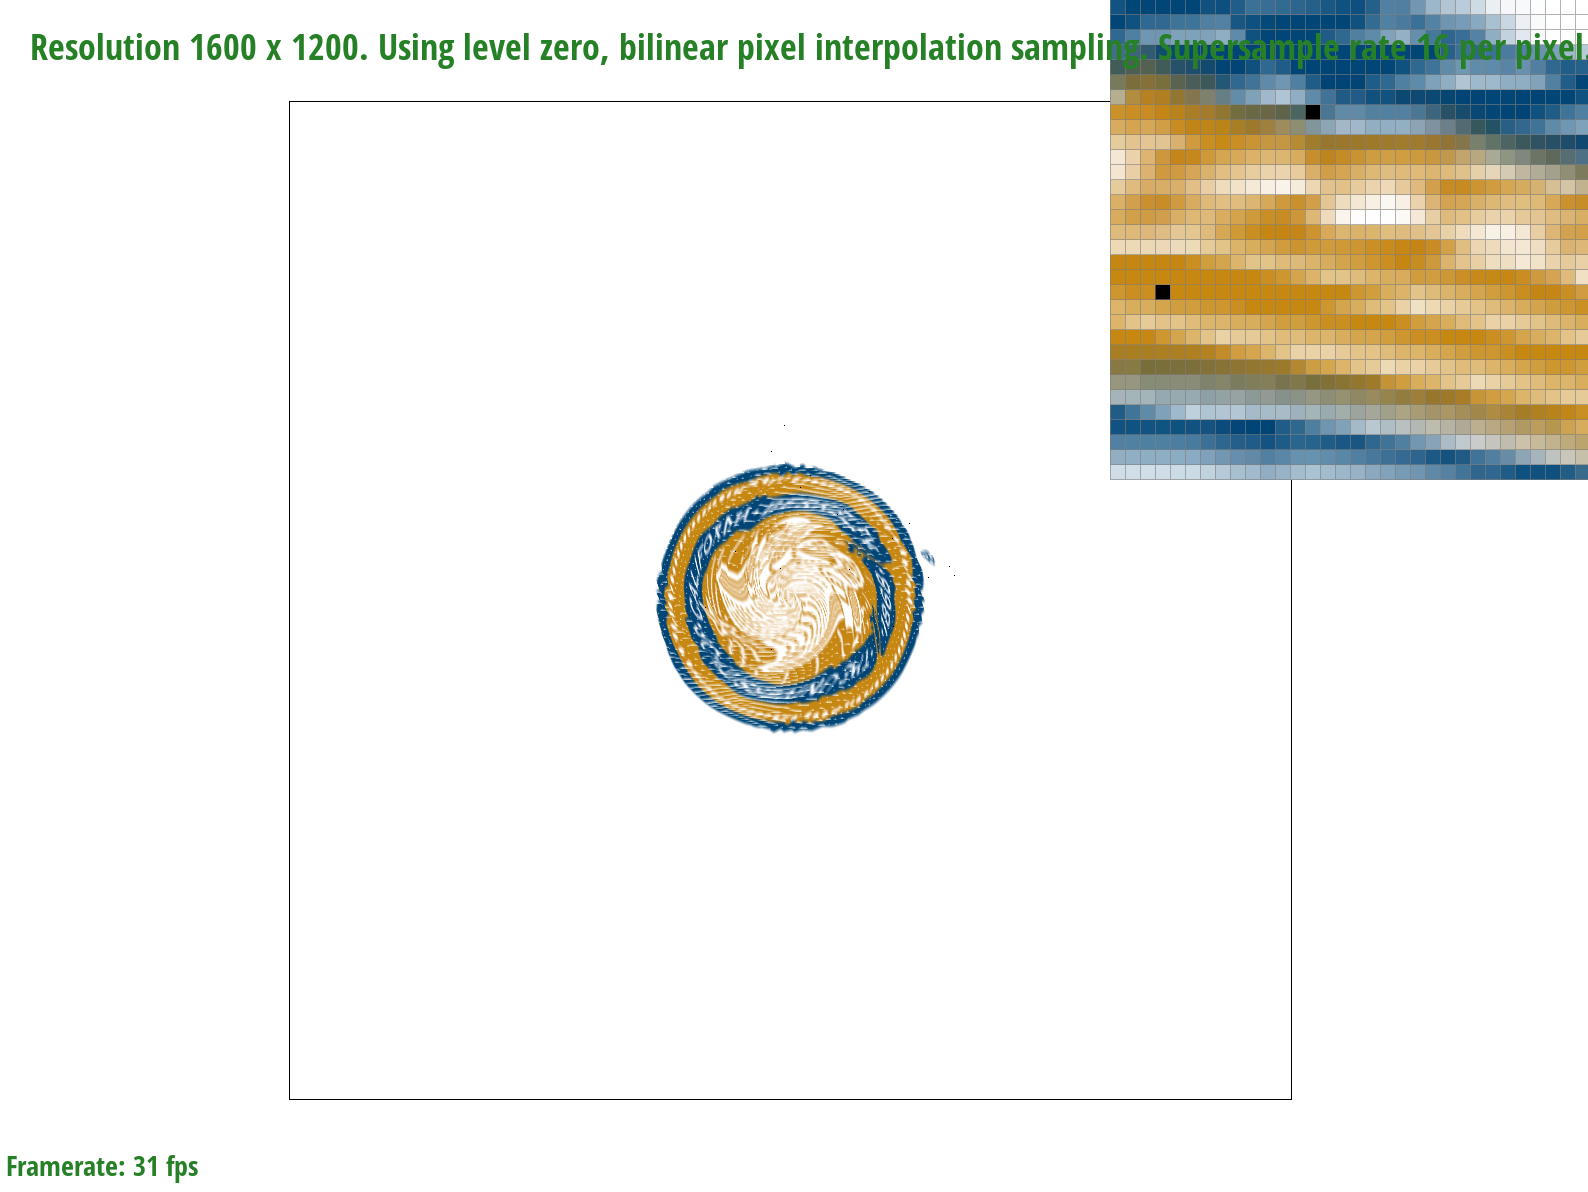 Resolution 1600 x 1200. Using level zero, bilinear pixel interpolation sampling. Supersample rate 16 per pixel.
Framerate: 31 fps